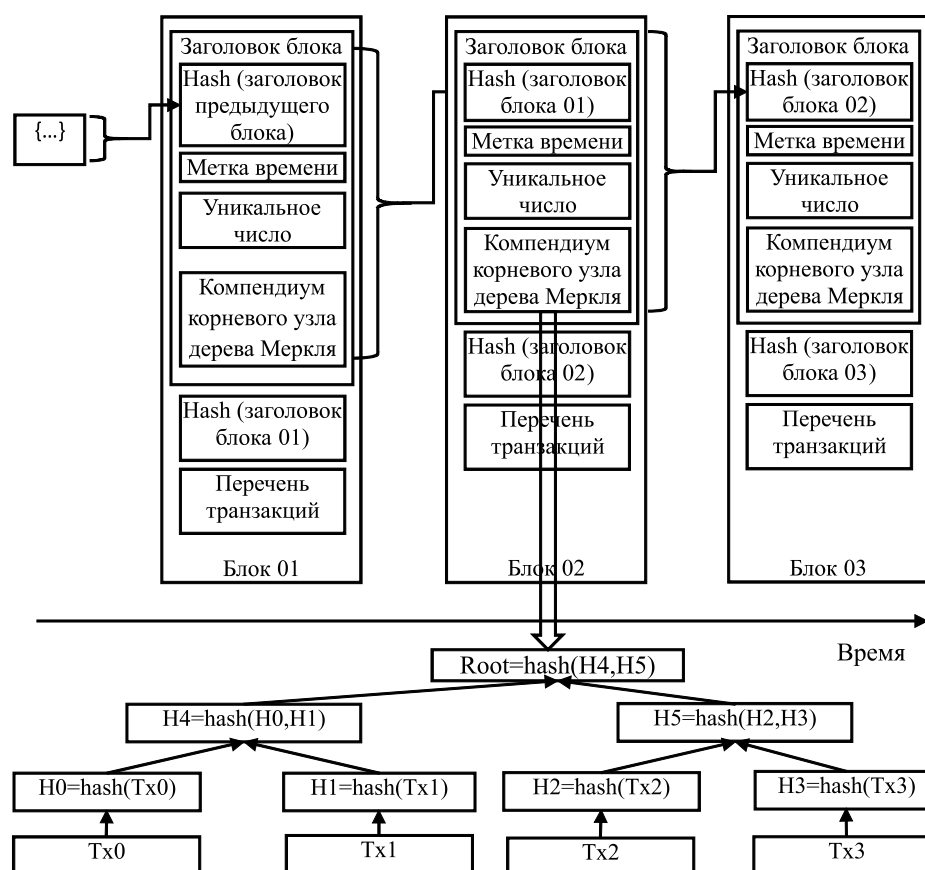 {...}
Заголовок блока
Hash (заголовок
предыдущего
блока)
Метка времени
Уникальное
число
Компендиум
корневого узла
дерева Меркля
Hash (заголовок
блока 01)
Перечень
транзакций
Блок 01
Заголовок блока
Hash (заголовок
блока 01)
Метка времени
Уникальное
число
Компендиум
корневого узла
дерева Меркля
Hash (заголовок
блока 02)
Перечень
транзакций
Блок 02
Заголовок блока
Hash (заголовок
блока 02)
Метка времени
Уникальное
число
Компендиум
корневого узла
дерева Меркля
Hash (заголовок
блока 03)
Перечень
транзакций
Блок 03
Время
Root=hash(H4,H5)
H4=hash(H0,H1)
H5=hash(H2,H3)
H0=hash(Tx0)
H1=hash(Tx1)
H2=hash(Tx2)
H3=hash(Tx3)
Tx0
Tx1
Tx2
Tx3